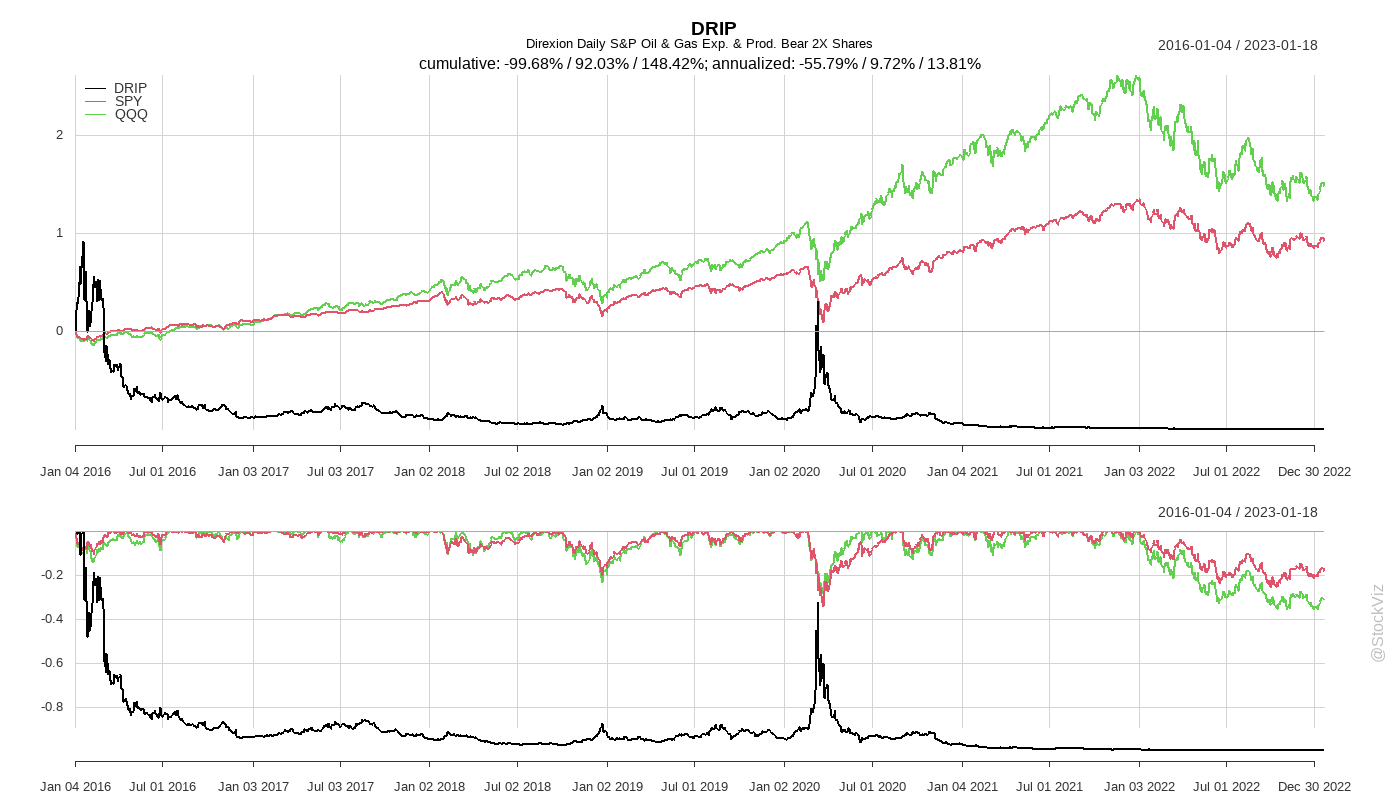 DRIP
Direxion Daily S&P Oil & Gas Exp. & Prod. Bear 2X Shares
2016-01-04 / 2023-01-18
cumulative: -99.68% / 92.03% / 148.42%; annualized: -55.79% / 9.72% / 13.81%
DRIP
SPY
QQQ
2
1
0
Jan 04 2016 Jul 01 2016 Jan 03 2017 Jul 03 2017 Jan 02 2018 Jul 02 2018 Jan 02 2019 Jul 01 2019 Jan 02 2020 Jul 01 2020 Jan 04 2021 Jul 01 2021 Jan 03 2022 Jul 01 2022 Dec 30 2022
2016-01-04 / 2023-01-18
-0.2
-0.4
-0.6
-0.8
Jan 04 2016 Jul 01 2016 Jan 03 2017 Jul 03 2017 Jan 02 2018 Jul 02 2018 Jan 02 2019 Jul 01 2019 Jan 02 2020 Jul 01 2020 Jan 04 2021 Jul 01 2021 Jan 03 2022 Jul 01 2022 Dec 30 2022
@StockViz